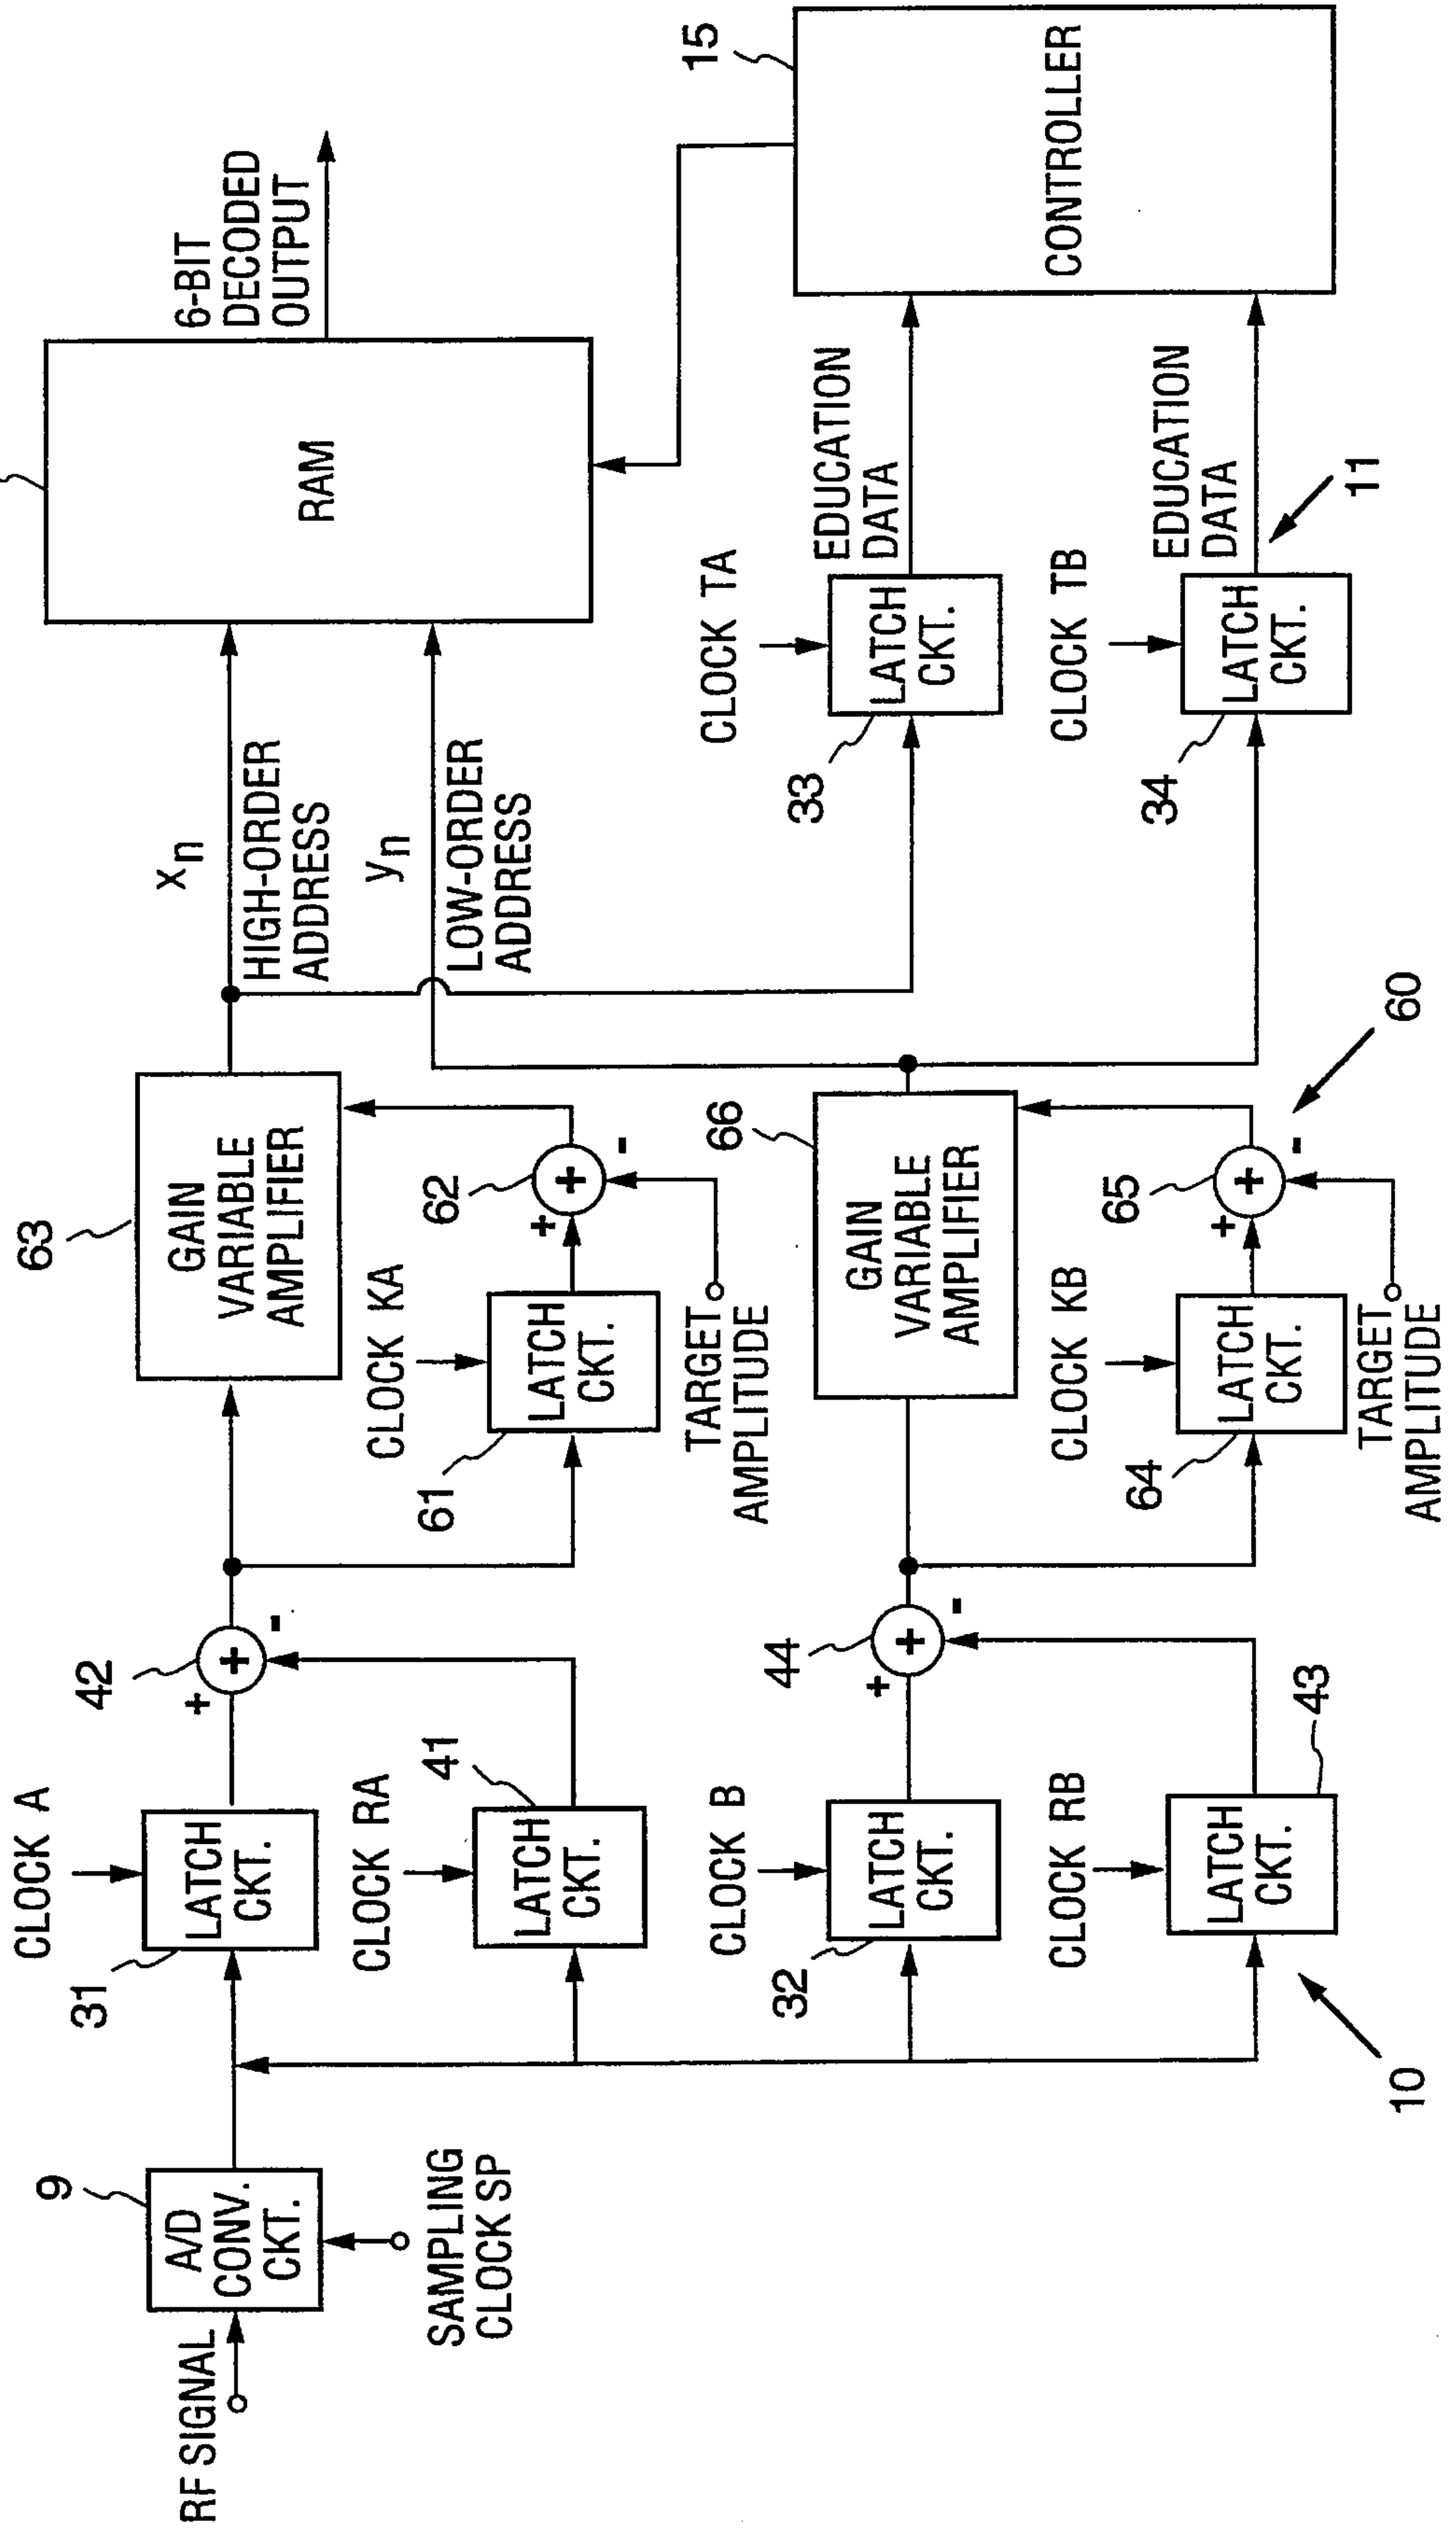 RF SIGNAL
9
A/D
CONV.
CKT.
SAMPLING
CLOCK SP
CLOCK A
31
LATCH
CKT.
CLOCK RA
41
LATCH
CKT.
CLOCK B
32
LATCH
CKT.
CLOCK RB
43
LATCH
CKT.
10
42
+
+
-
44
+
+
-
63
GAIN
VARIABLE
AMPLIFIER
CLOCK KA
61
LATCH
CKT.
62
+
+
-
TARGET
AMPLITUDE
66
GAIN
VARIABLE
AMPLIFIER
CLOCK KB
64
LATCH
CKT.
65
+
+
-
TARGET
AMPLITUDE
60
xn
HIGH-ORDER
ADDRESS
yn
LOW-ORDER
ADDRESS
CLOCK TA
33
LATCH
CKT.
EDUCATION
DATA
CLOCK TB
34
LATCH
CKT.
EDUCATION
DATA
11
RAM
6-BIT
DECODED
OUTPUT
15
CONTROLLER